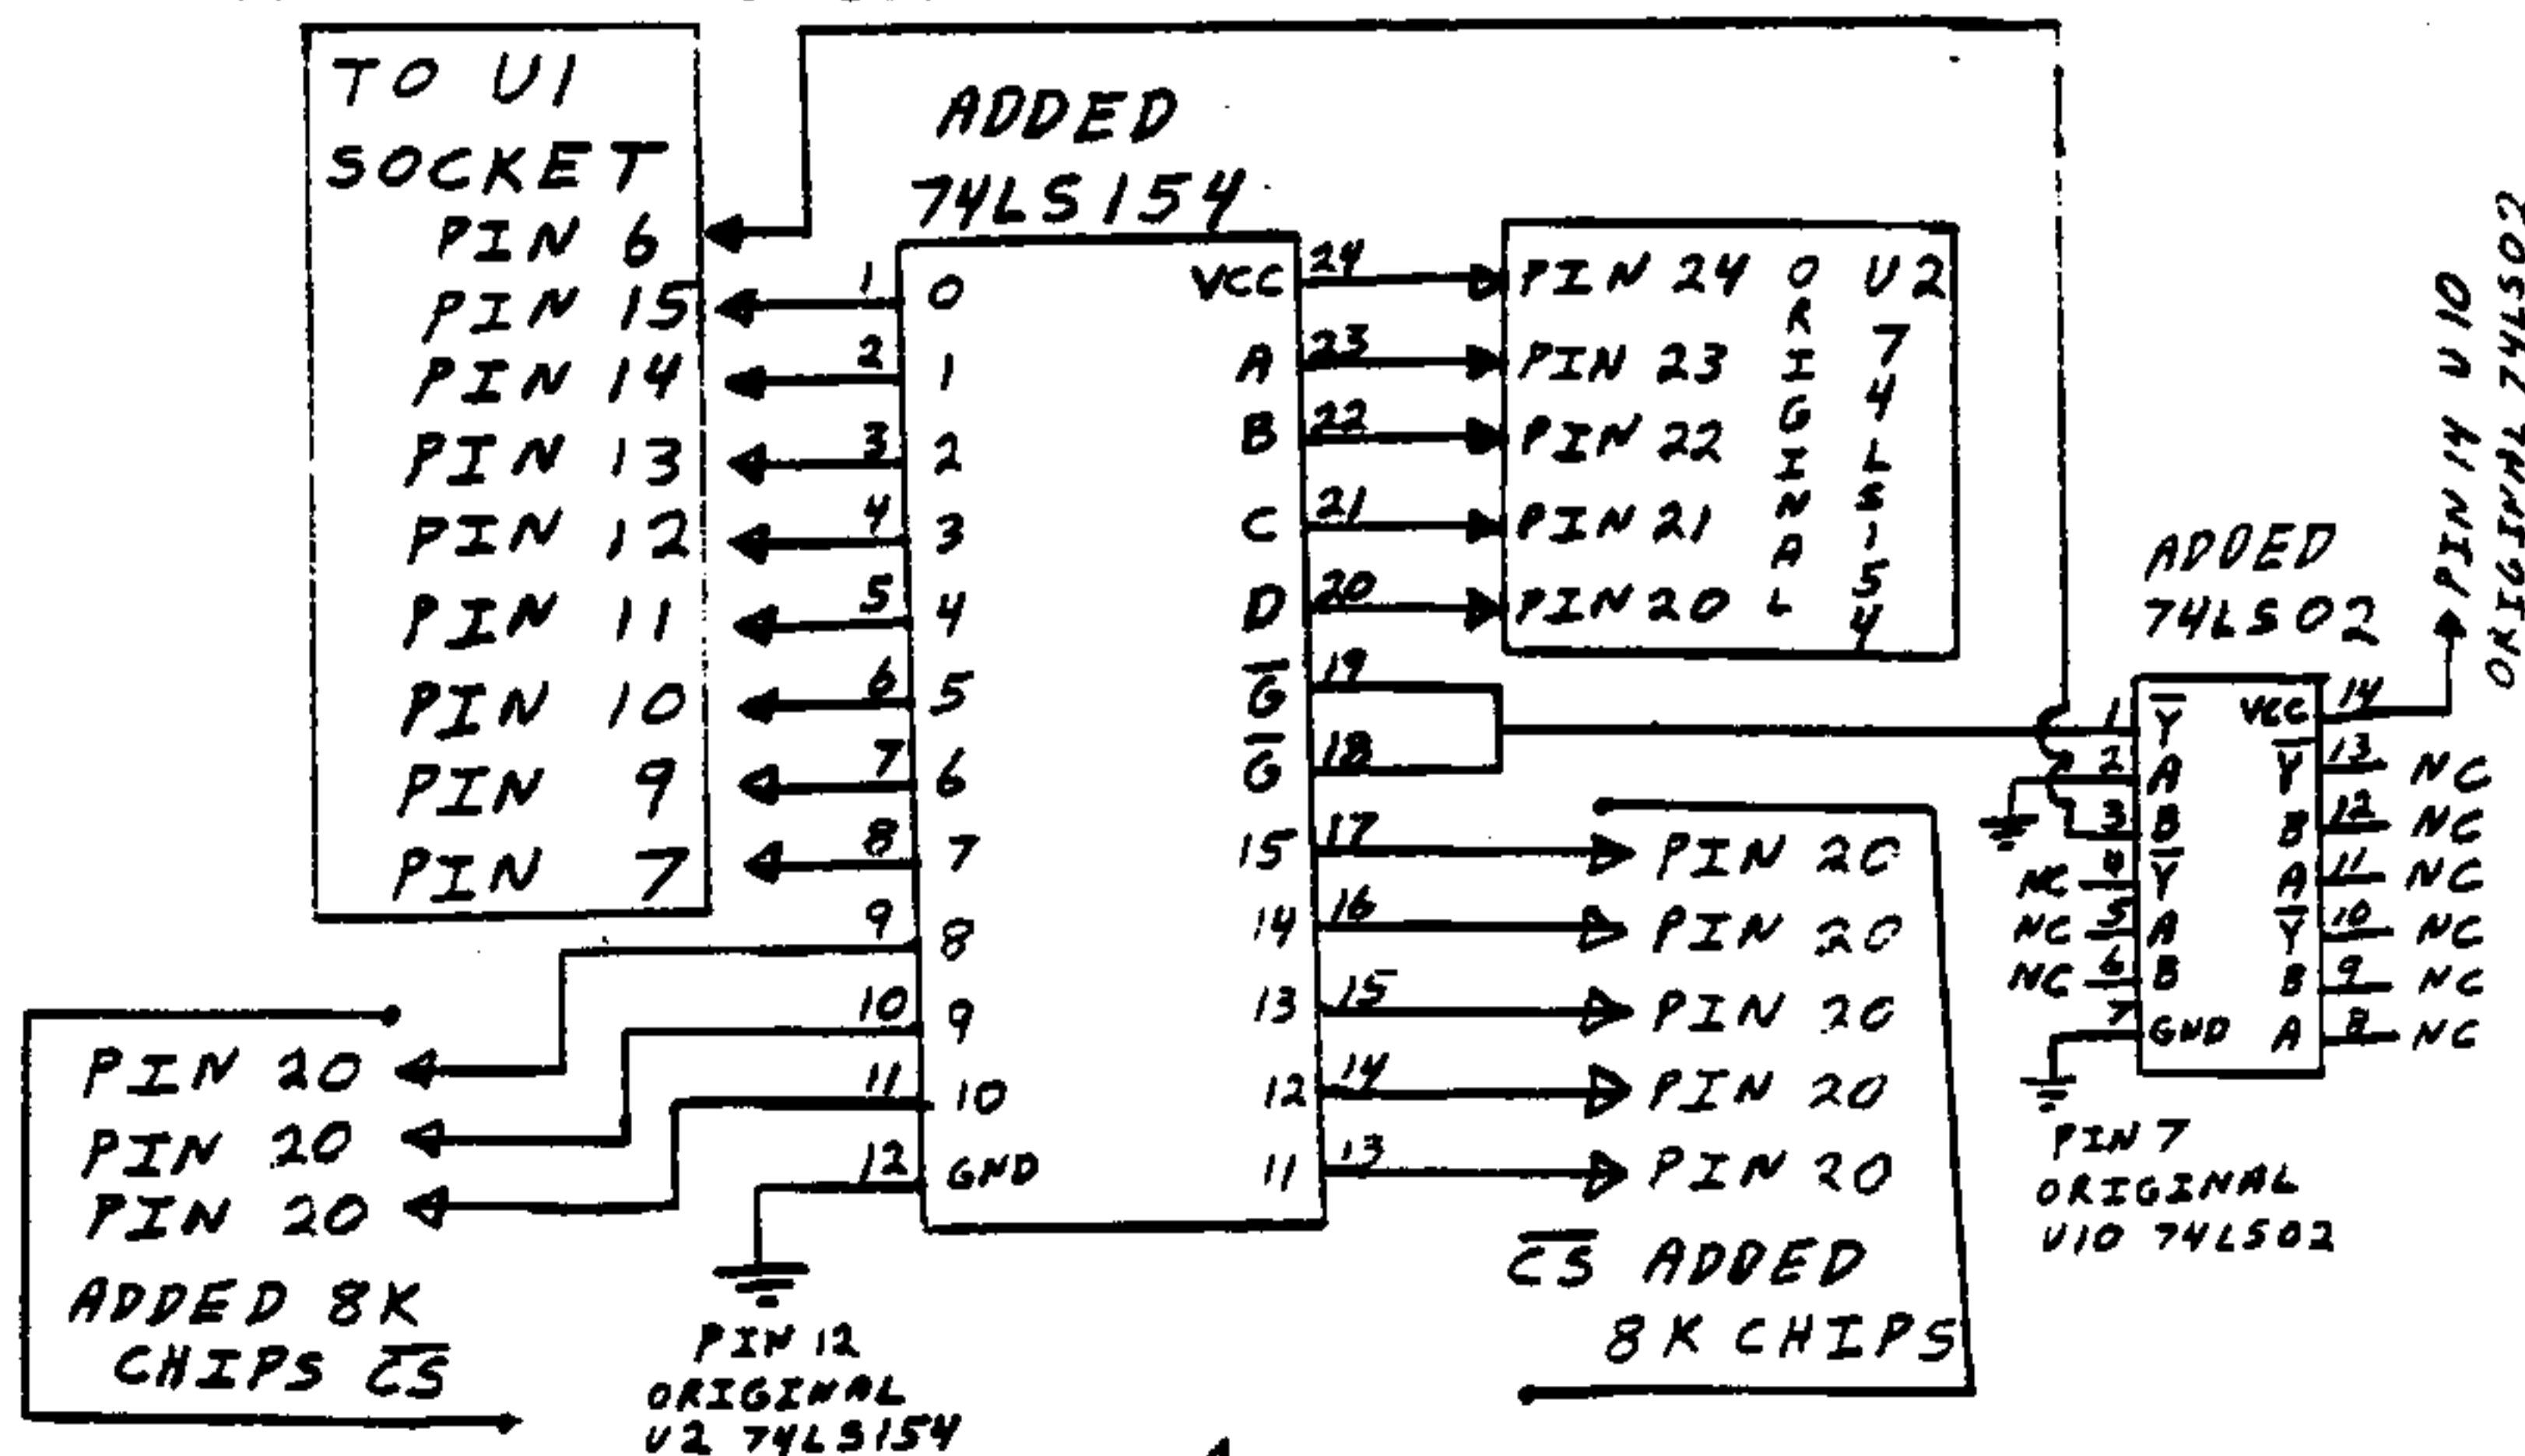 TO U1
SOCKET
PIN 6
PIN 15
PIN 14
PIN 13
PIN 12
PIN 11
PIN 10
PIN 9
PIN 7
ADDED
74LS154
1 0
2 1
3 2
4 3
5 4
6 5
7 6
8 7
9 8
10 9
11 10
12 GND
VCC 24
A 23
B 22
C 21
D 20
G 19
G 18
15 17
14 16
13 15
12 14
11 13
PIN 24
PIN 23
PIN 22
PIN 21
PIN 20
ORIGINAL
U2
74LS154
PIN 20
PIN 20
PIN 20
PIN 20
PIN 20
CS ADDED
8K CHIPS
PIN 20
PIN 20
PIN 20
ADDED 8K
CHIPS CS
PIN 12
ORIGINAL
U2 74LS154
ADDED
74LS02
1 Y
2 A
3 B
NC 4 Y
NC 5 A
NC 6 B
7 GND
VCC 14
Y 13 NC
B 12 NC
A 11 NC
Y 10 NC
B 9 NC
A 8 NC
PIN 14 U10
ORIGINAL 74LS02
PIN 7
ORIGINAL
U10 74LS02